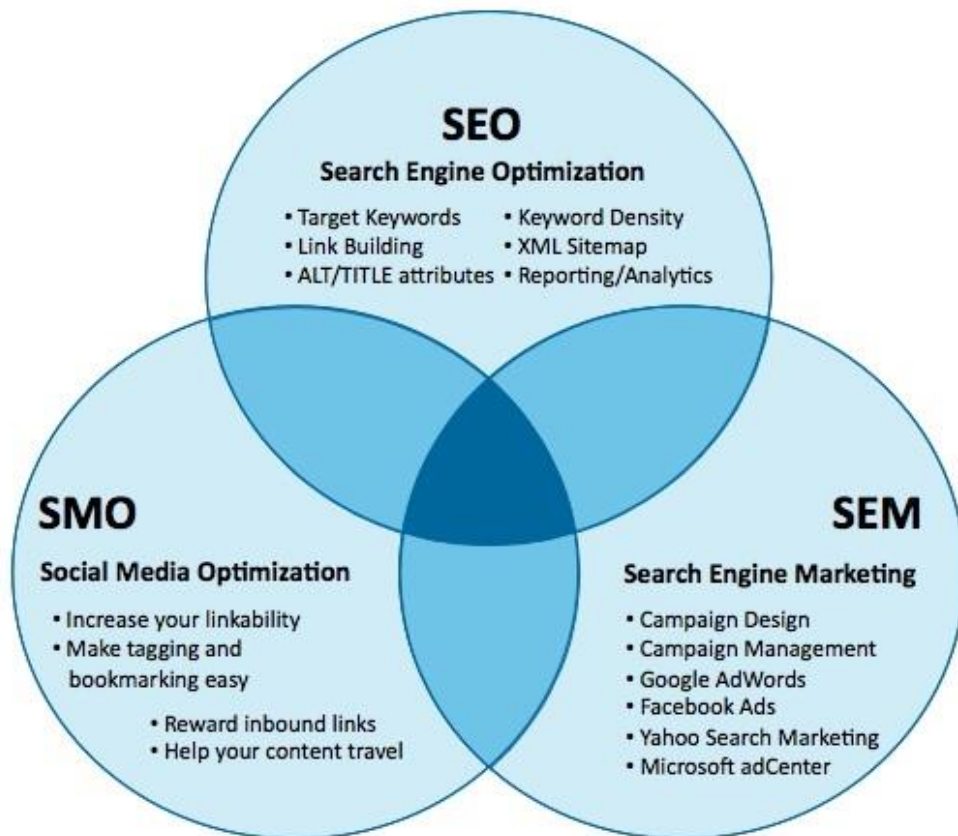 SEO
Search Engine Optimization
• Target Keywords
• Link Building
• ALT/TITLE attributes
• Keyword Density
• XML Sitemap
• Reporting/Analytics
SMO
Social Media Optimization
• Increase your linkability
• Make tagging and
bookmarking easy
• Reward inbound links
• Help your content travel
SEM
Search Engine Marketing
• Campaign Design
• Campaign Management
• Google AdWords
• Facebook Ads
• Yahoo Search Marketing
• Microsoft adCenter